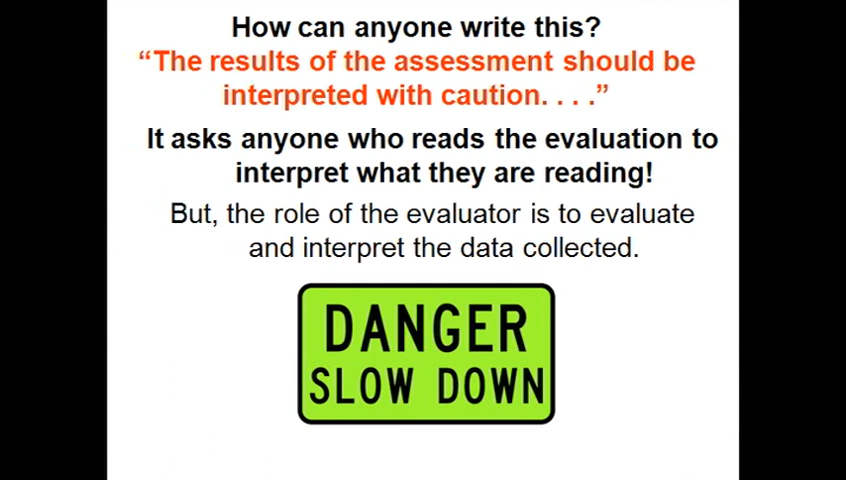 How can anyone write this?
“The results of the assessment should be
interpreted with caution. . . .”
It asks anyone who reads the evaluation to
interpret what they are reading!
But, the role of the evaluator is to evaluate
and interpret the data collected.
DANGER
SLOW DOWN